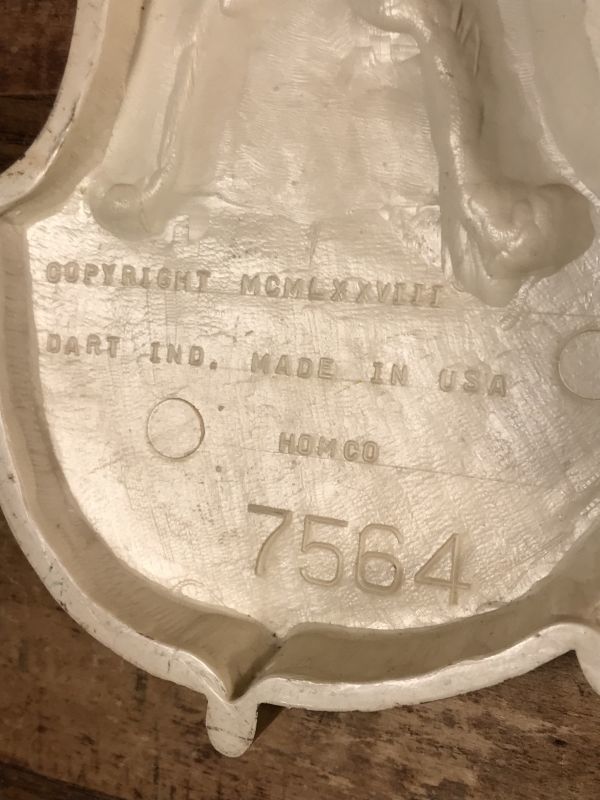 COPYRIGHT MCMLXXVIII
DART IND. MADE IN USA
HOMCO
7564